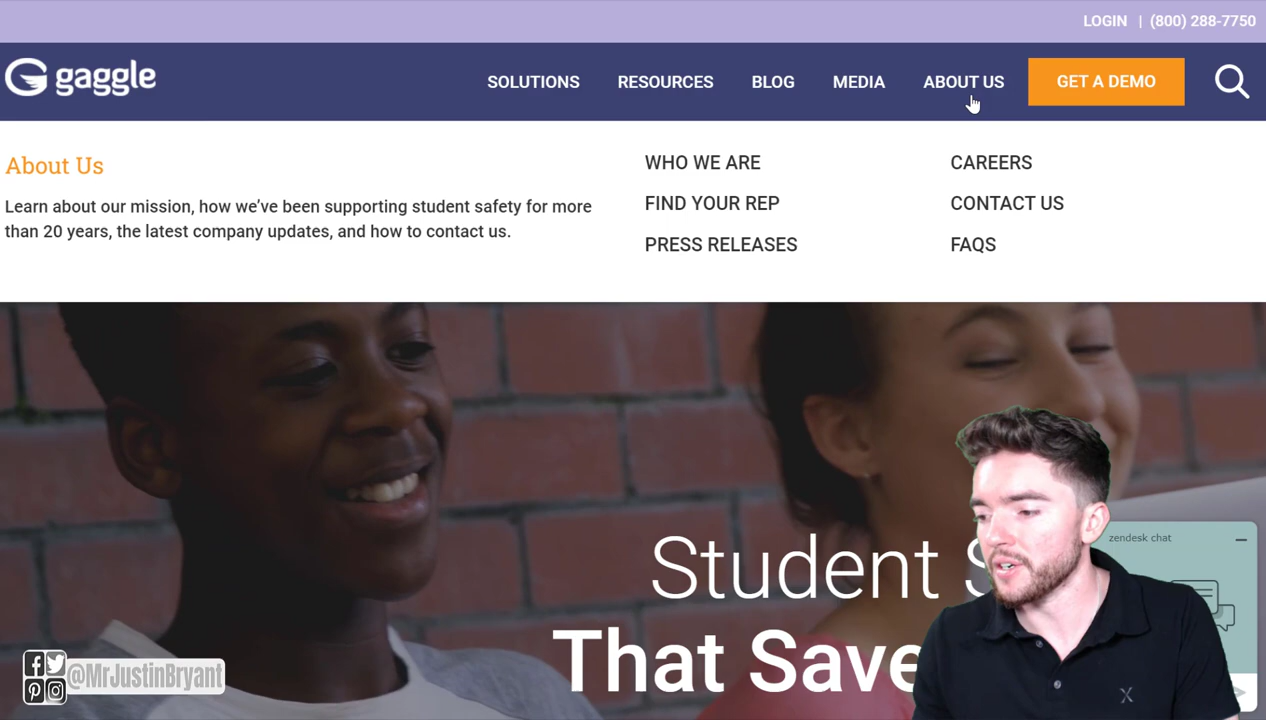 LOGIN | (800) 288-7750
gaggle
SOLUTIONS RESOURCES BLOG MEDIA ABOUT US GET A DEMO
About Us
Learn about our mission, how we’ve been supporting student safety for more
than 20 years, the latest company updates, and how to contact us.
WHO WE ARE
FIND YOUR REP
PRESS RELEASES
CAREERS
CONTACT US
FAQS
Student S
That Save
zendesk chat
@MrJustinBryant